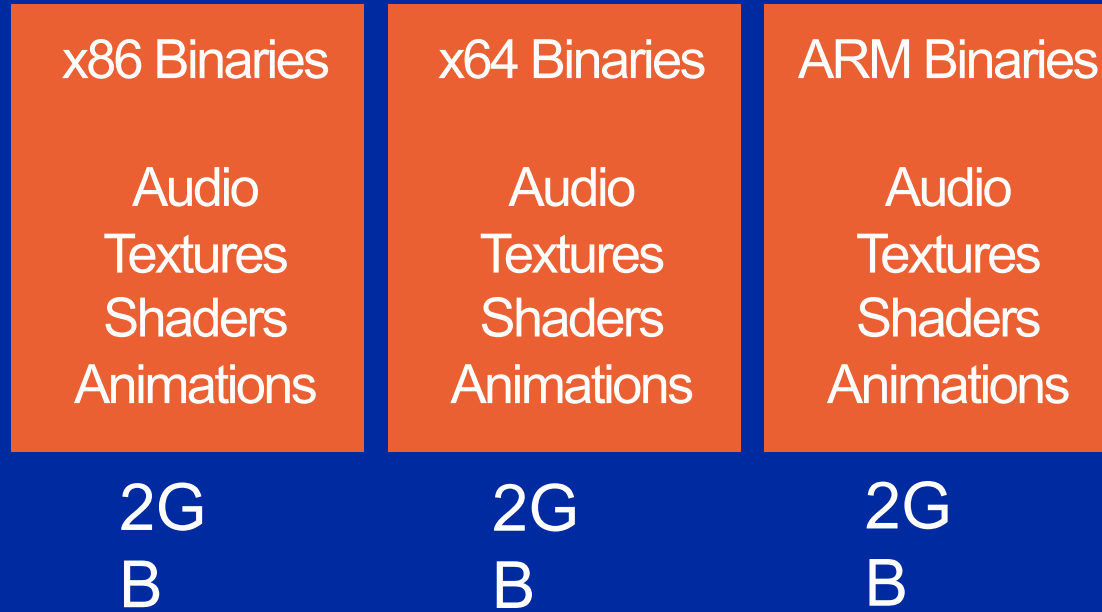 x86 Binaries
Audio
Textures
Shaders
Animations
2G
B
x64 Binaries
Audio
Textures
Shaders
Animations
2G
B
ARM Binaries
Audio
Textures
Shaders
Animations
2G
B